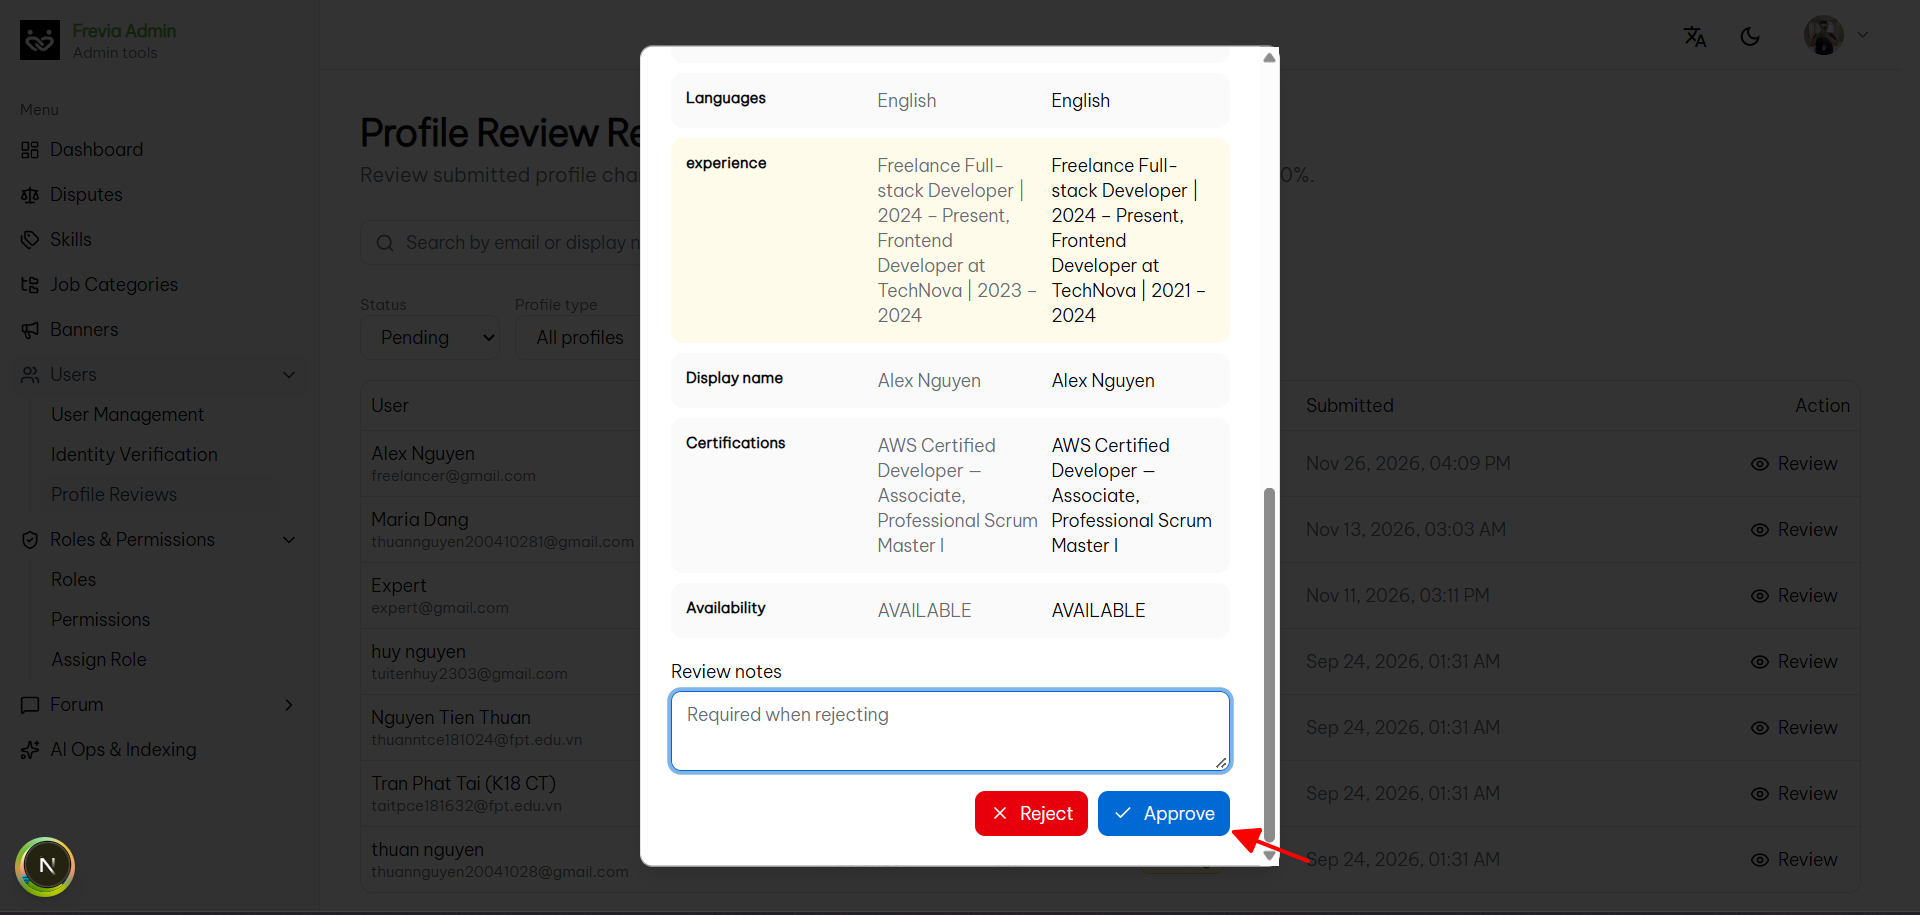 Frevia Admin
Admin tools
Menu
Dashboard
Disputes
Skills
Job Categories
Banners
Users
User Management
Identity Verification
Profile Reviews
Roles & Permissions
Roles
Permissions
Assign Role
Forum
AI Ops & Indexing
N
Profile Review Re
Review submitted profile cha
0%.
Search by email or display n
Status
Profile type
Pending
All profiles
User
Submitted
Action
Alex Nguyen
freelancer@gmail.com
Nov 26, 2026, 04:09 PM
Review
Maria Dang
thuannguyen200410281@gmail.com
Nov 13, 2026, 03:03 AM
Review
Expert
expert@gmail.com
Nov 11, 2026, 03:11 PM
Review
huy nguyen
tuitenhuy2303@gmail.com
Sep 24, 2026, 01:31 AM
Review
Nguyen Tien Thuan
thuanntce181024@fpt.edu.vn
Sep 24, 2026, 01:31 AM
Review
Tran Phat Tai (K18 CT)
taitpce181632@fpt.edu.vn
Sep 24, 2026, 01:31 AM
Review
thuan nguyen
thuannguyen20041028@gmail.com
Sep 24, 2026, 01:31 AM
Review
Languages
English
English
experience
Freelance Full-
stack Developer |
2024 – Present,
Frontend
Developer at
TechNova | 2023 –
2024
Freelance Full-
stack Developer |
2024 – Present,
Frontend
Developer at
TechNova | 2021 –
2024
Display name
Alex Nguyen
Alex Nguyen
Certifications
AWS Certified
Developer —
Associate,
Professional Scrum
Master I
AWS Certified
Developer —
Associate,
Professional Scrum
Master I
Availability
AVAILABLE
AVAILABLE
Review notes
Required when rejecting
Reject
Approve